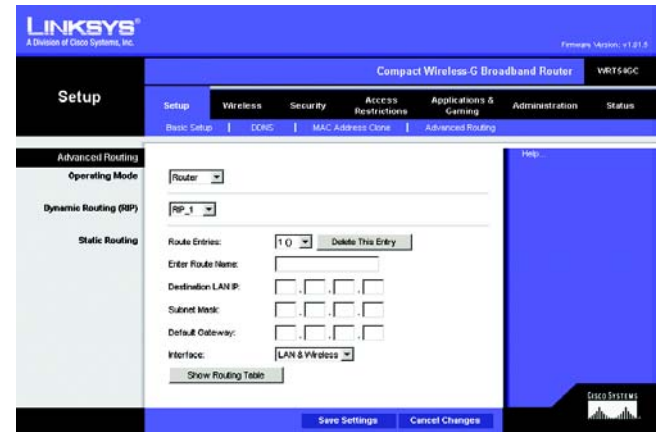 LINKSYS®
A Division of Cisco Systems, Inc.
Firmware Version: v1.01.5
Compact Wireless-G Broadband Router WRT54GC
Setup
Setup Wireless Security Access Restrictions Applications & Gaming Administration Status
Basic Setup | DDNS | MAC Address Clone | Advanced Routing
Advanced Routing
Help...
Operating Mode Router
Dynamic Routing (RIP) RIP_1
Static Routing Route Entries: 1 () Delete This Entry
Enter Route Name:
Destination LAN IP: . . .
Subnet Mask: . . .
Default Gateway: . . .
Interface: LAN & Wireless
Show Routing Table
CISCO SYSTEMS
Save Settings Cancel Changes